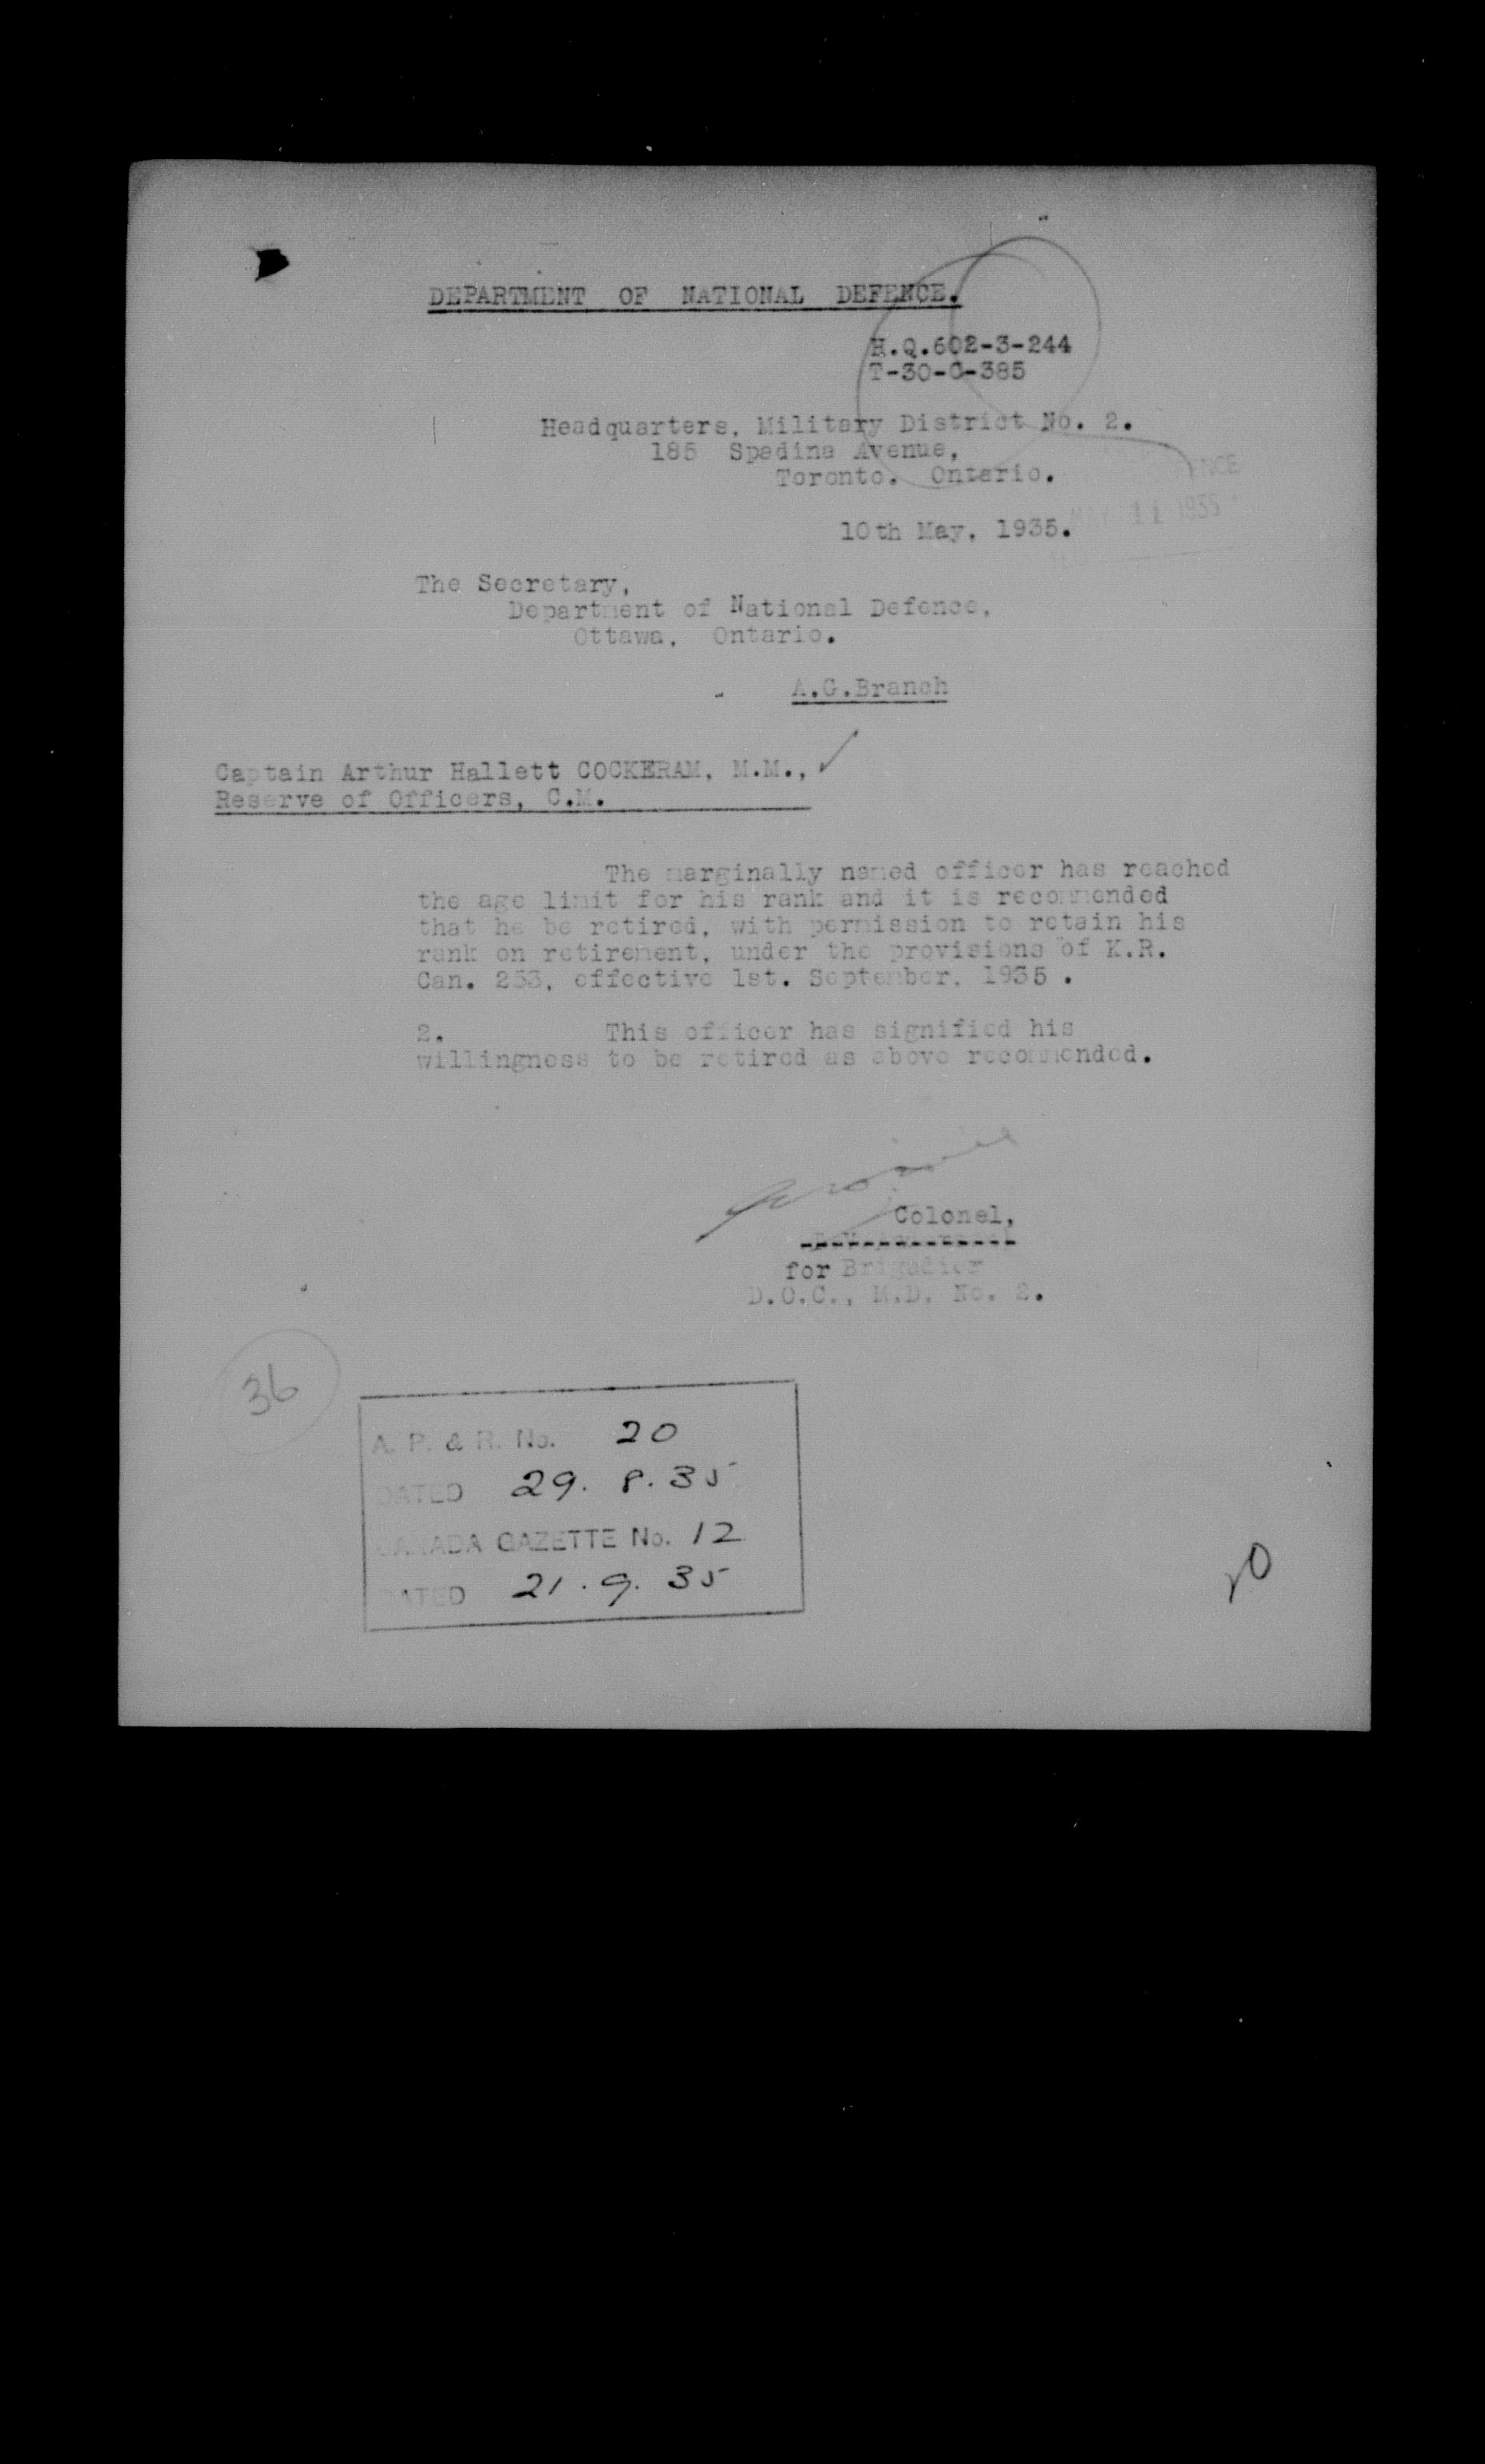 DEPARTMENT OF NATIONAL DEFENCE.
H.Q.602-3-244
T-30-C-385
Headquarters, Military District No. 2.
185 Spadina Avenue,
Toronto. Ontario.
MAY 11 1935
10th May, 1935.
The Secretary,
Department of National Defence,
Ottawa, Ontario.
A.G.Branch
Captain Arthur Hallett COCKERAM, M.M.,
Reserve of Officers, C.M.
The marginally named officer has reached
the age limit for his rank and it is recommended
that he be retired, with permission to retain his
rank on retirement, under the provisions of K.R.
Can. 253, effective 1st. September, 1935 .
2. This officer has signified his
willingness to be retired as above recommended.
Colonel,
for Brigadier
D.O.C., M.D. No. 2.
36
A. P. & R. No. 20
DATED 29. 8. 35
CANADA GAZETTE No. 12
DATED 21. 9. 35